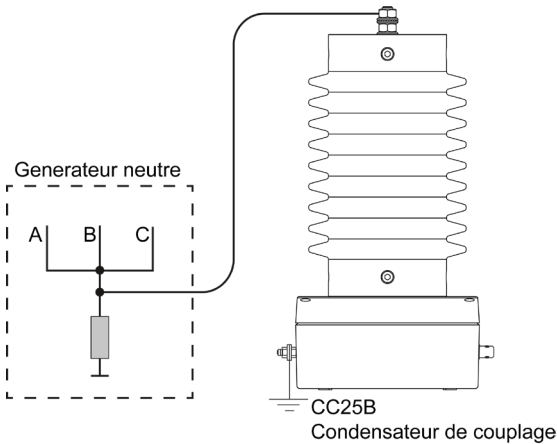 Generateur neutre
A B C
CC25B
Condensateur de couplage